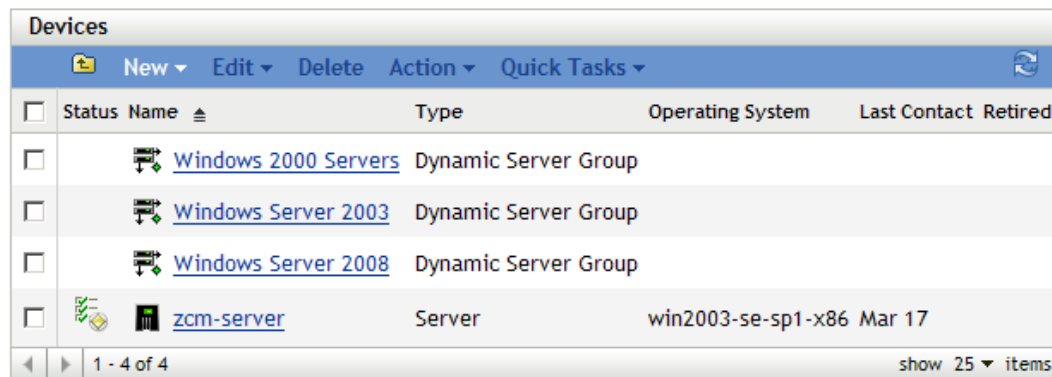 Devices
New Edit Delete Action Quick Tasks
Status Name Type Operating System Last Contact Retired
Windows 2000 Servers Dynamic Server Group
Windows Server 2003 Dynamic Server Group
Windows Server 2008 Dynamic Server Group
zcm-server Server win2003-se-sp1-x86 Mar 17
1 - 4 of 4 show 25 items